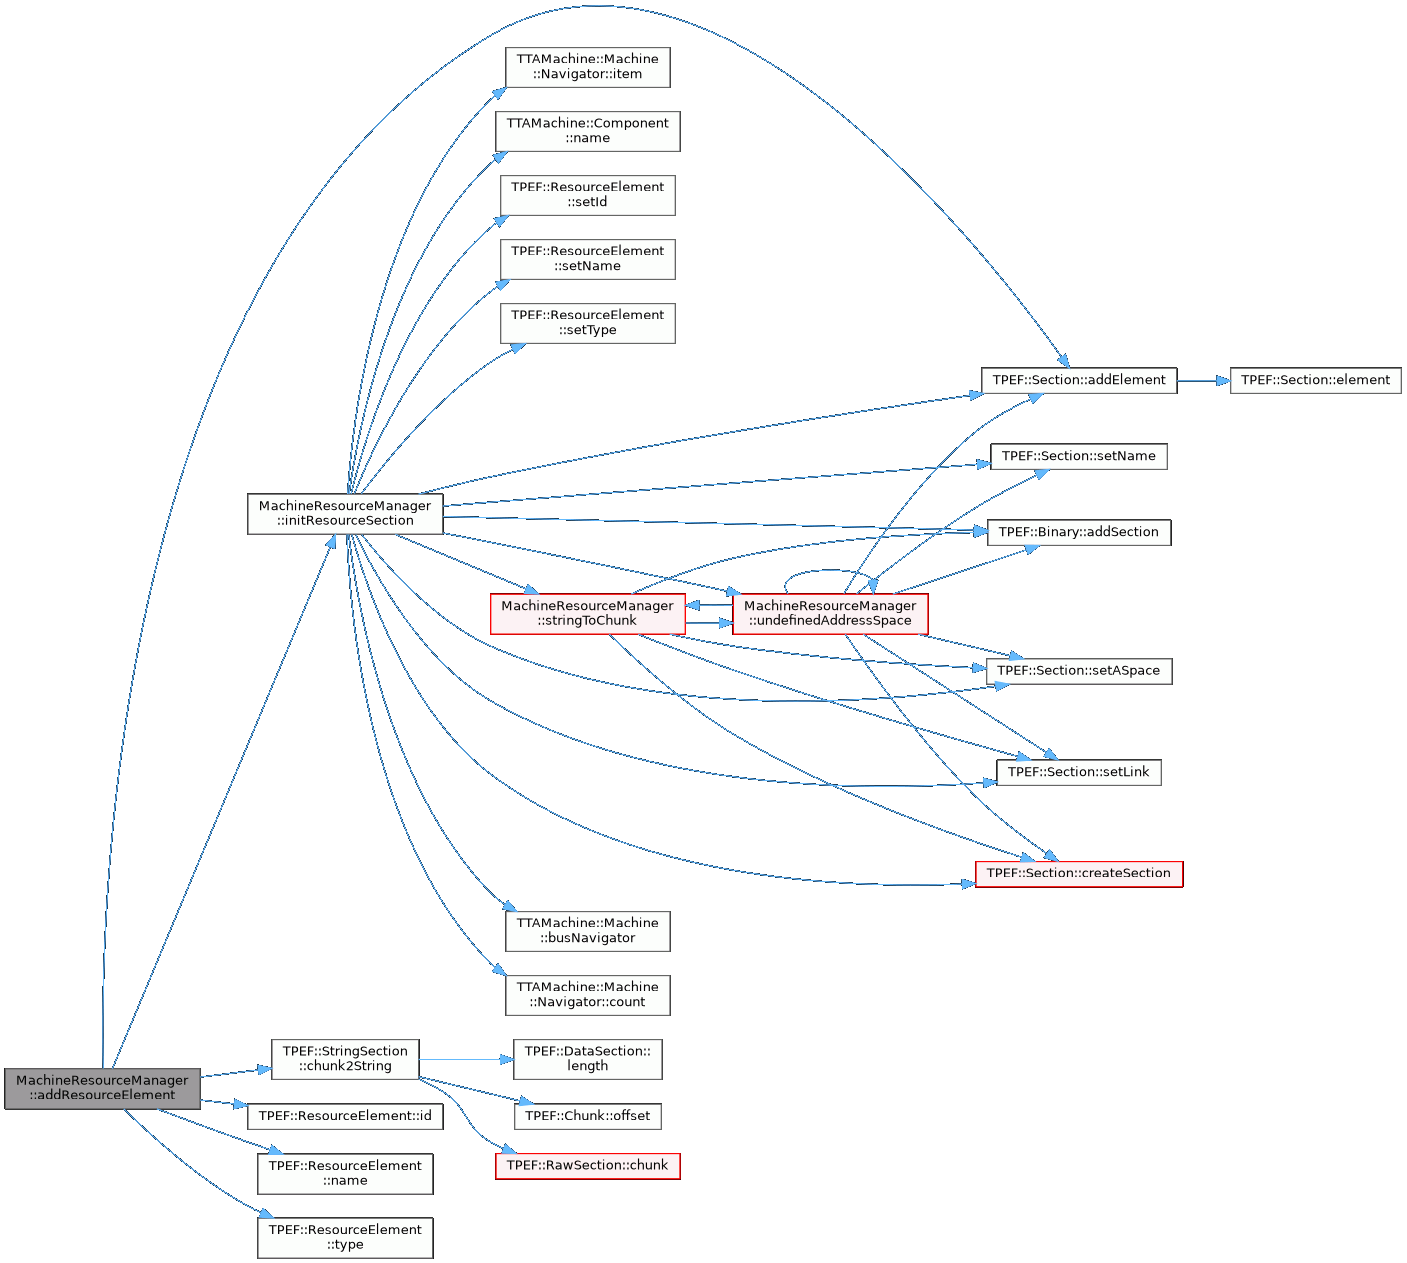 TTAMachine::Machine
::Navigator::item
TTAMachine::Component
::name
TPEF::ResourceElement
::setId
TPEF::ResourceElement
::setName
TPEF::ResourceElement
::setType
TPEF::Section::addElement
TPEF::Section::element
TPEF::Section::setName
MachineResourceManager
::initResourceSection
TPEF::Binary::addSection
MachineResourceManager
::stringToChunk
MachineResourceManager
::undefinedAddressSpace
TPEF::Section::setASpace
TPEF::Section::setLink
TPEF::Section::createSection
TTAMachine::Machine
::busNavigator
TTAMachine::Machine
::Navigator::count
TPEF::StringSection
::chunk2String
TPEF::DataSection::
length
MachineResourceManager
::addResourceElement
TPEF::ResourceElement::id
TPEF::Chunk::offset
TPEF::RawSection::chunk
TPEF::ResourceElement
::name
TPEF::ResourceElement
::type